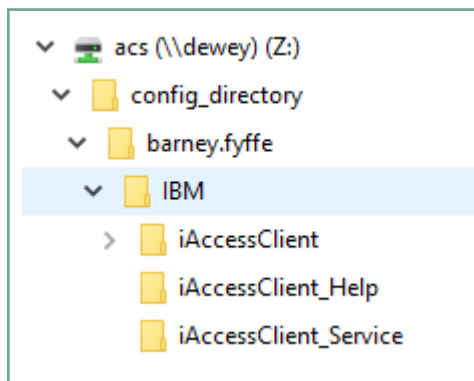 acs (\\dewey) (Z:)
config_directory
barney.fyffe
IBM
iAccessClient
iAccessClient_Help
iAccessClient_Service